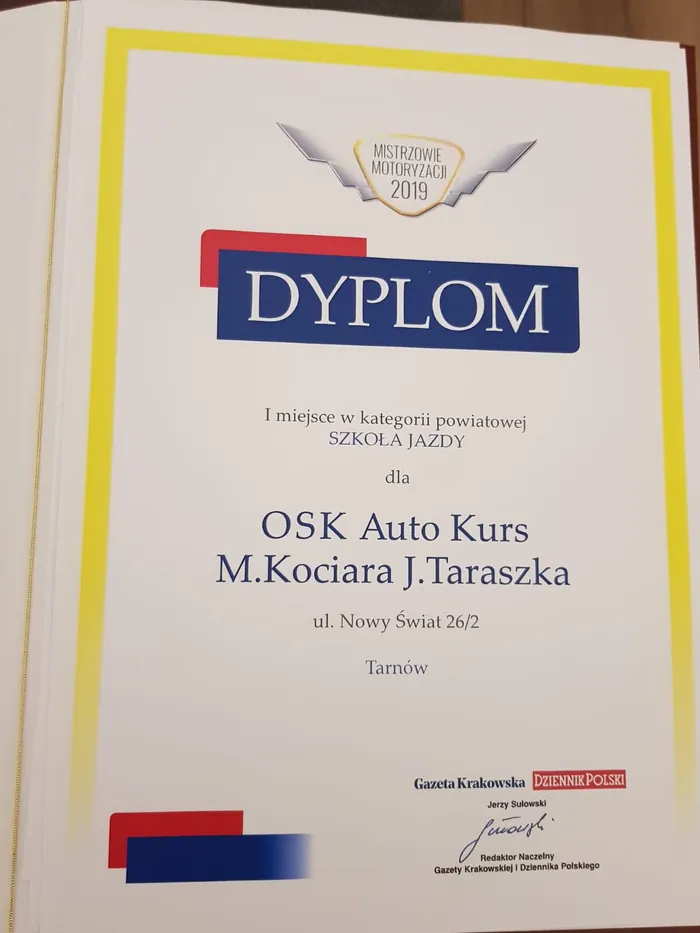 MISTRZOWIE
MOTORYZACJI
2019
DYPLOM
I miejsce w kategorii powiatowej
SZKOŁA JAZDY
dla
OSK Auto Kurs
M.Kociara J.Taraszka
ul. Nowy Świat 26/2
Tarnów
Gazeta Krakowska DZIENNIK POLSKI
Jerzy Sułowski
Redaktor Naczelny
Gazety Krakowskiej i Dziennika Polskiego